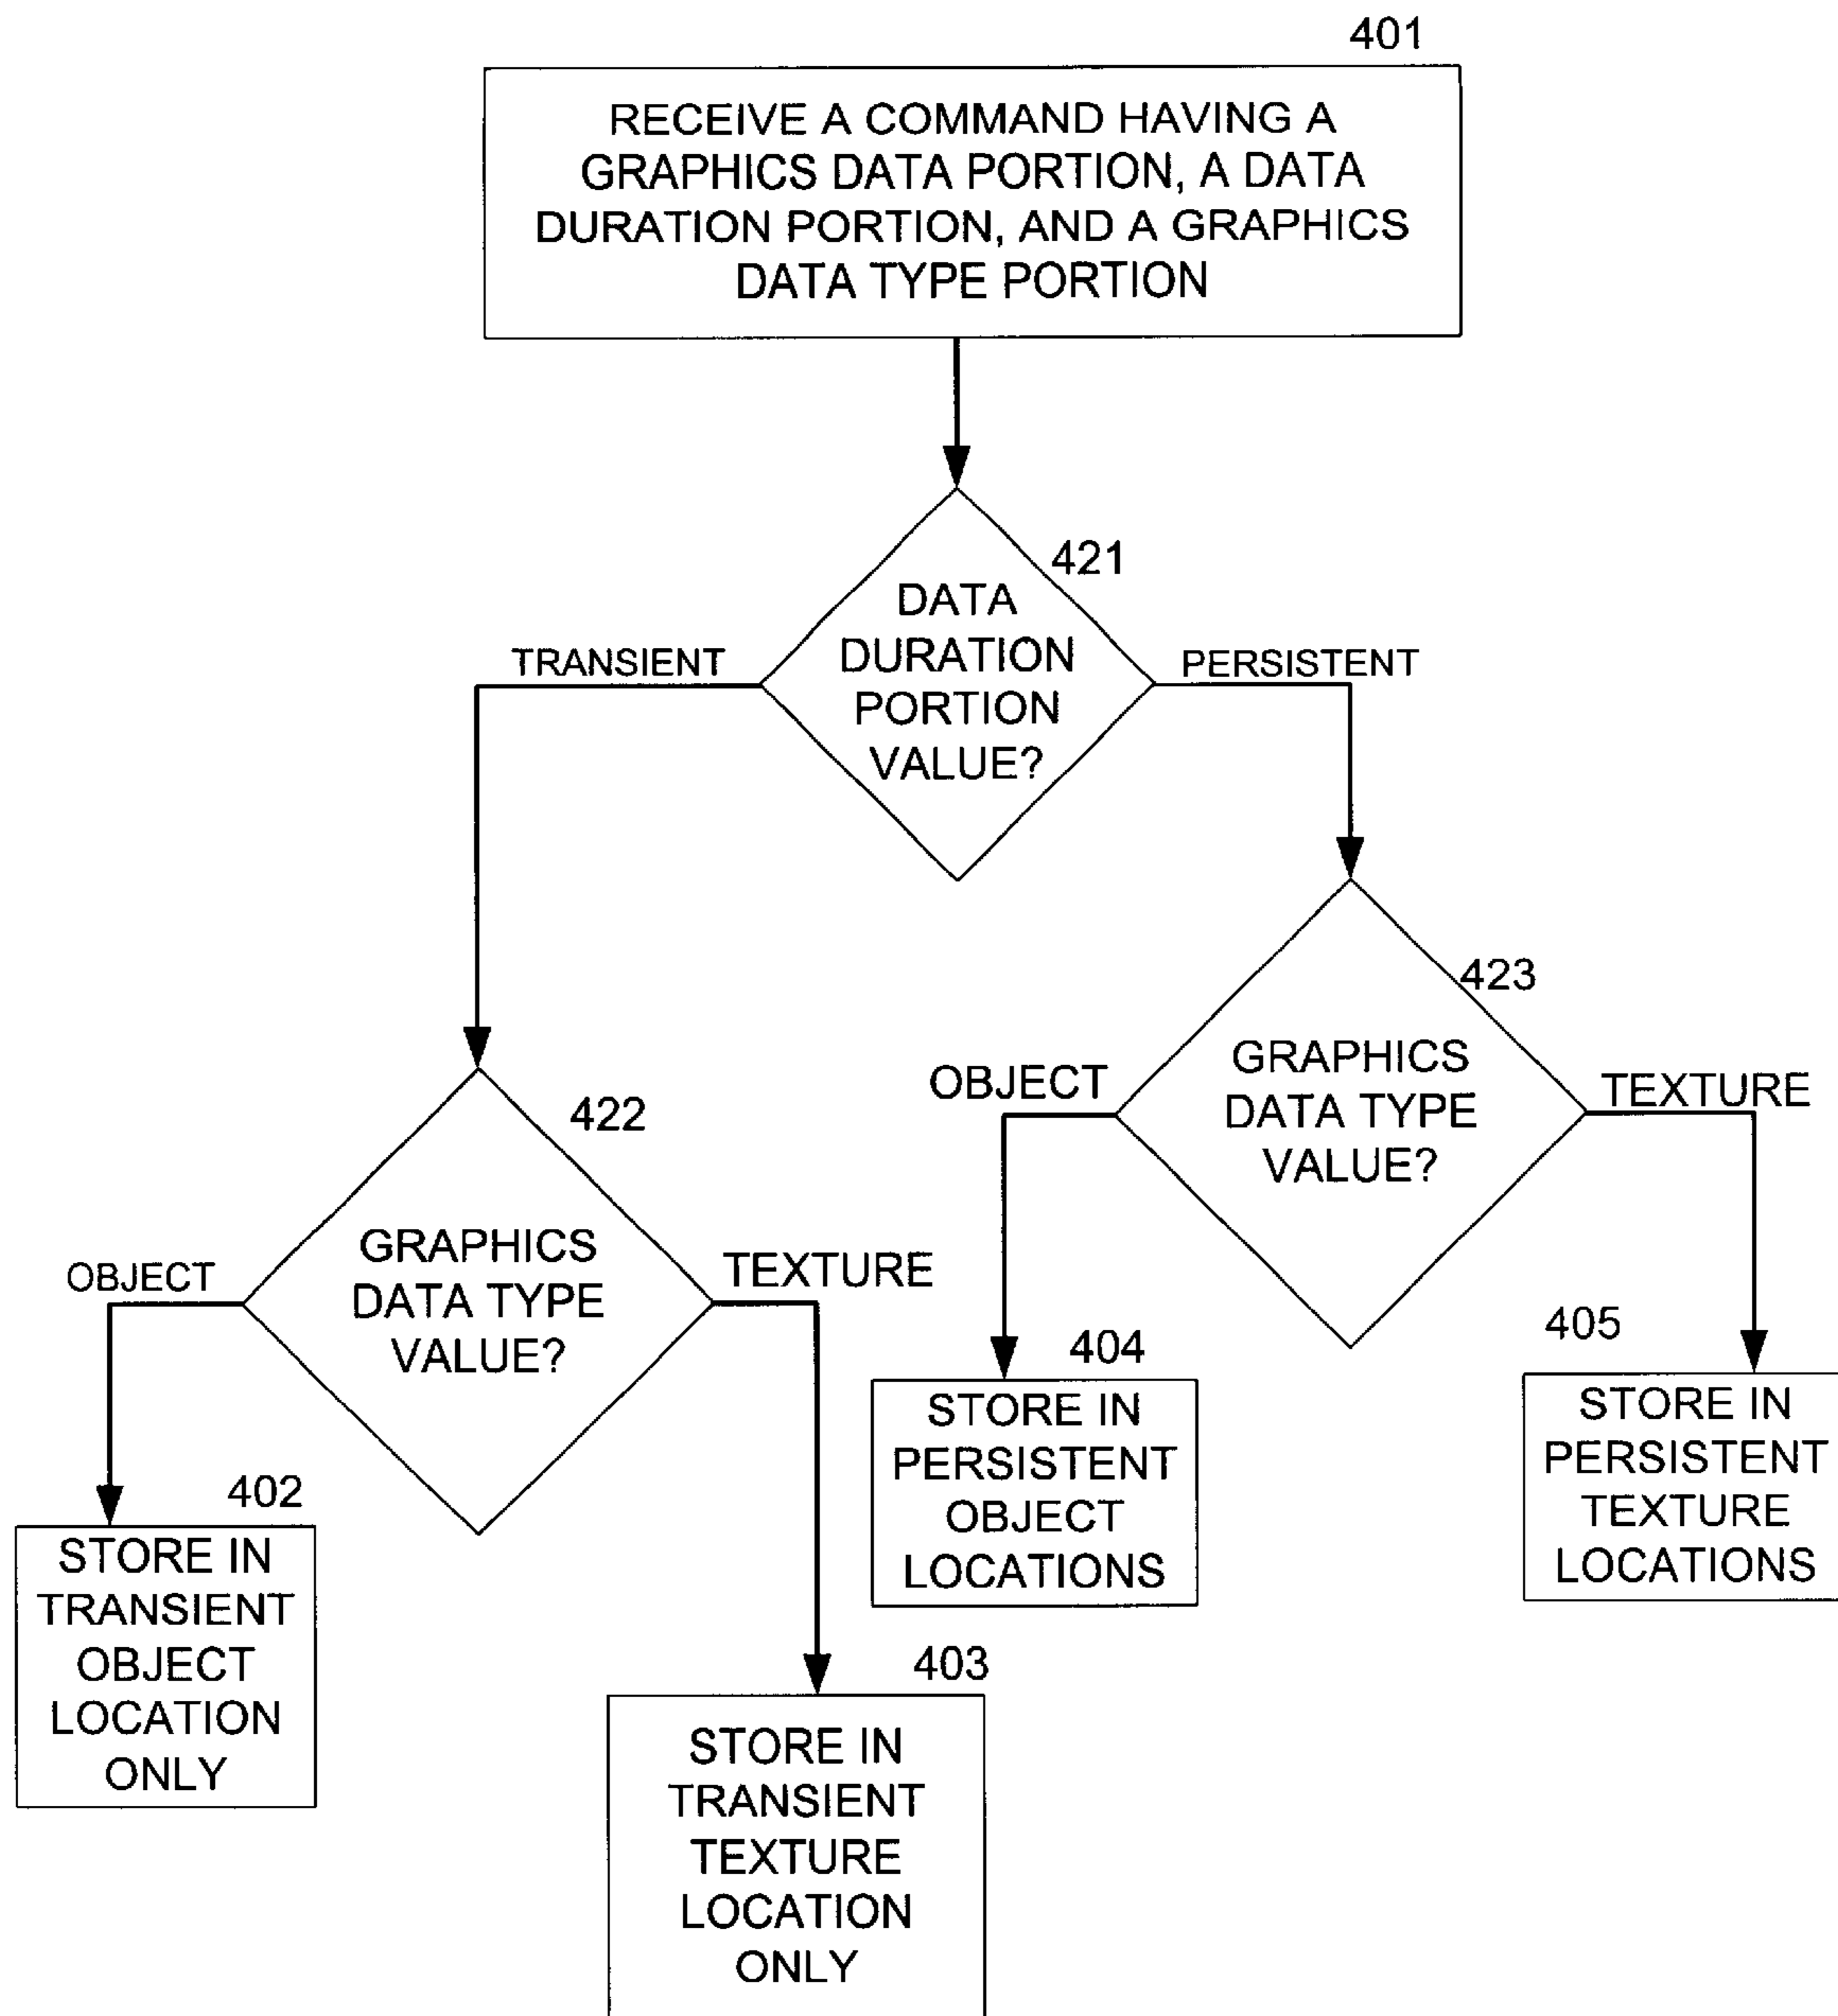 401
RECEIVE A COMMAND HAVING A
GRAPHICS DATA PORTION, A DATA
DURATION PORTION, AND A GRAPHICS
DATA TYPE PORTION
421
DATA
DURATION
PORTION
VALUE?
TRANSIENT
PERSISTENT
423
GRAPHICS
DATA TYPE
VALUE?
OBJECT
TEXTURE
422
GRAPHICS
DATA TYPE
VALUE?
OBJECT
TEXTURE
404
STORE IN
PERSISTENT
OBJECT
LOCATIONS
405
STORE IN
PERSISTENT
TEXTURE
LOCATIONS
402
STORE IN
TRANSIENT
OBJECT
LOCATION
ONLY
403
STORE IN
TRANSIENT
TEXTURE
LOCATION
ONLY